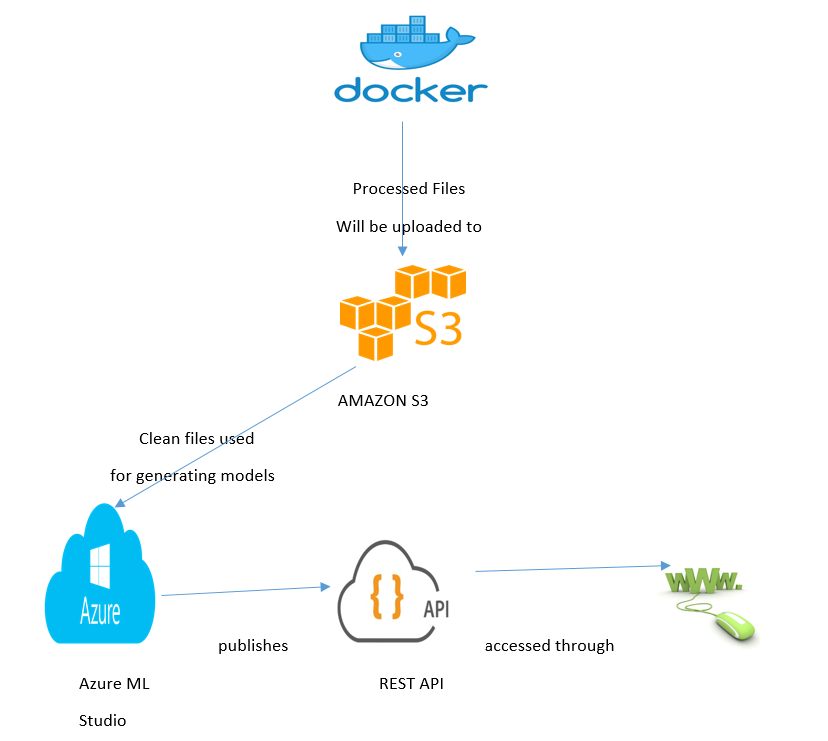 docker
Processed Files
Will be uploaded to
S3
AMAZON S3
Clean files used
for generating models
Azure
{ } API
www.
publishes
accessed through
Azure ML
Studio
REST API